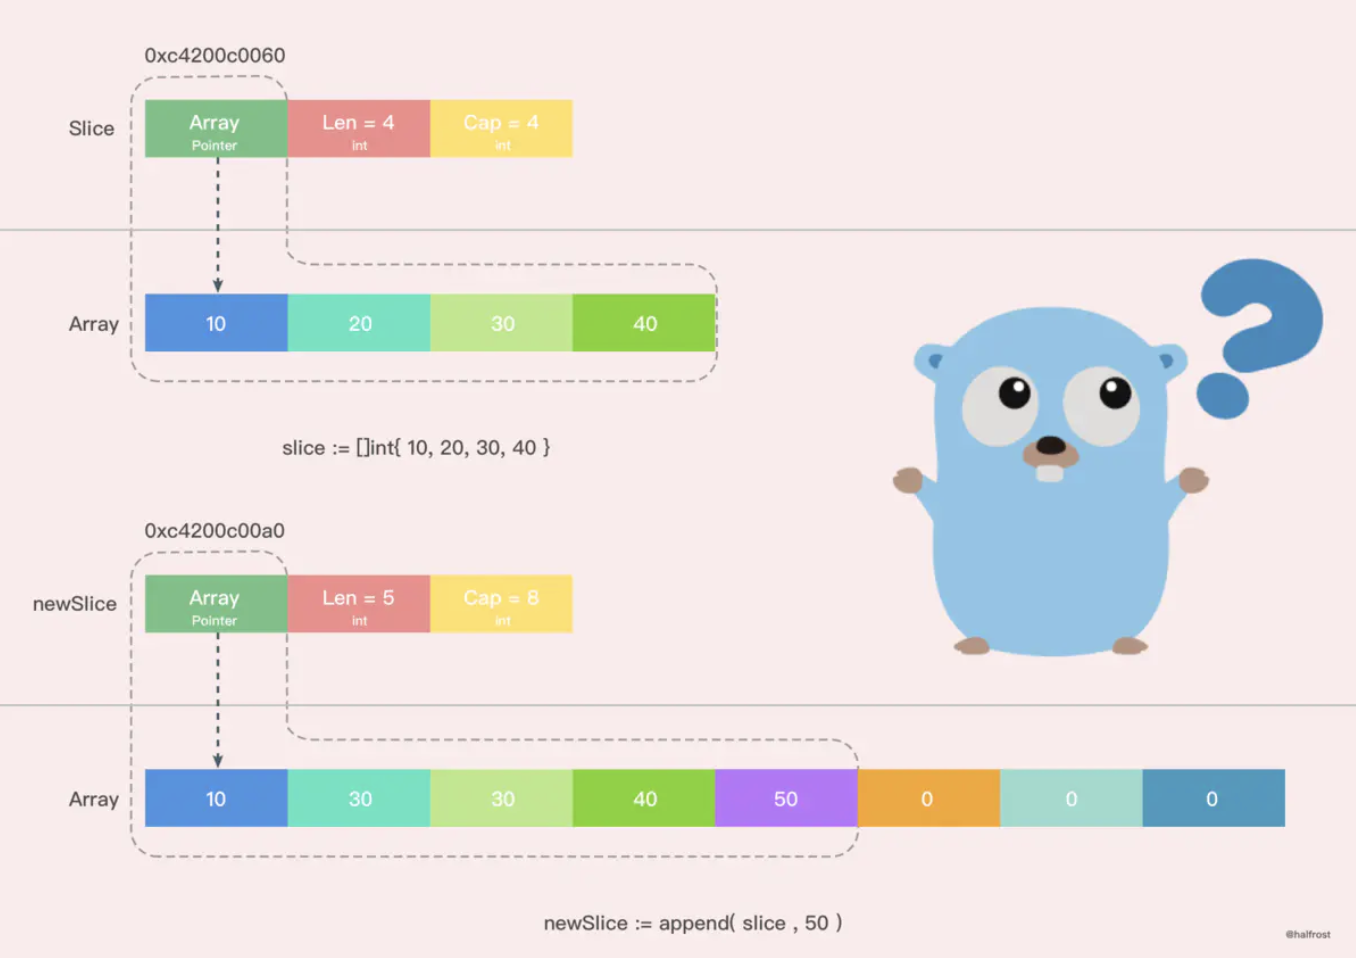 0xc4200c0060
Slice
Array
Pointer
Len = 4
int
Cap = 4
int
Array
10
20
30
40
slice := []int{ 10, 20, 30, 40 }
0xc4200c00a0
newSlice
Array
Pointer
Len = 5
int
Cap = 8
int
Array
10
30
30
40
50
0
0
0
newSlice := append( slice , 50 )
@halfrost